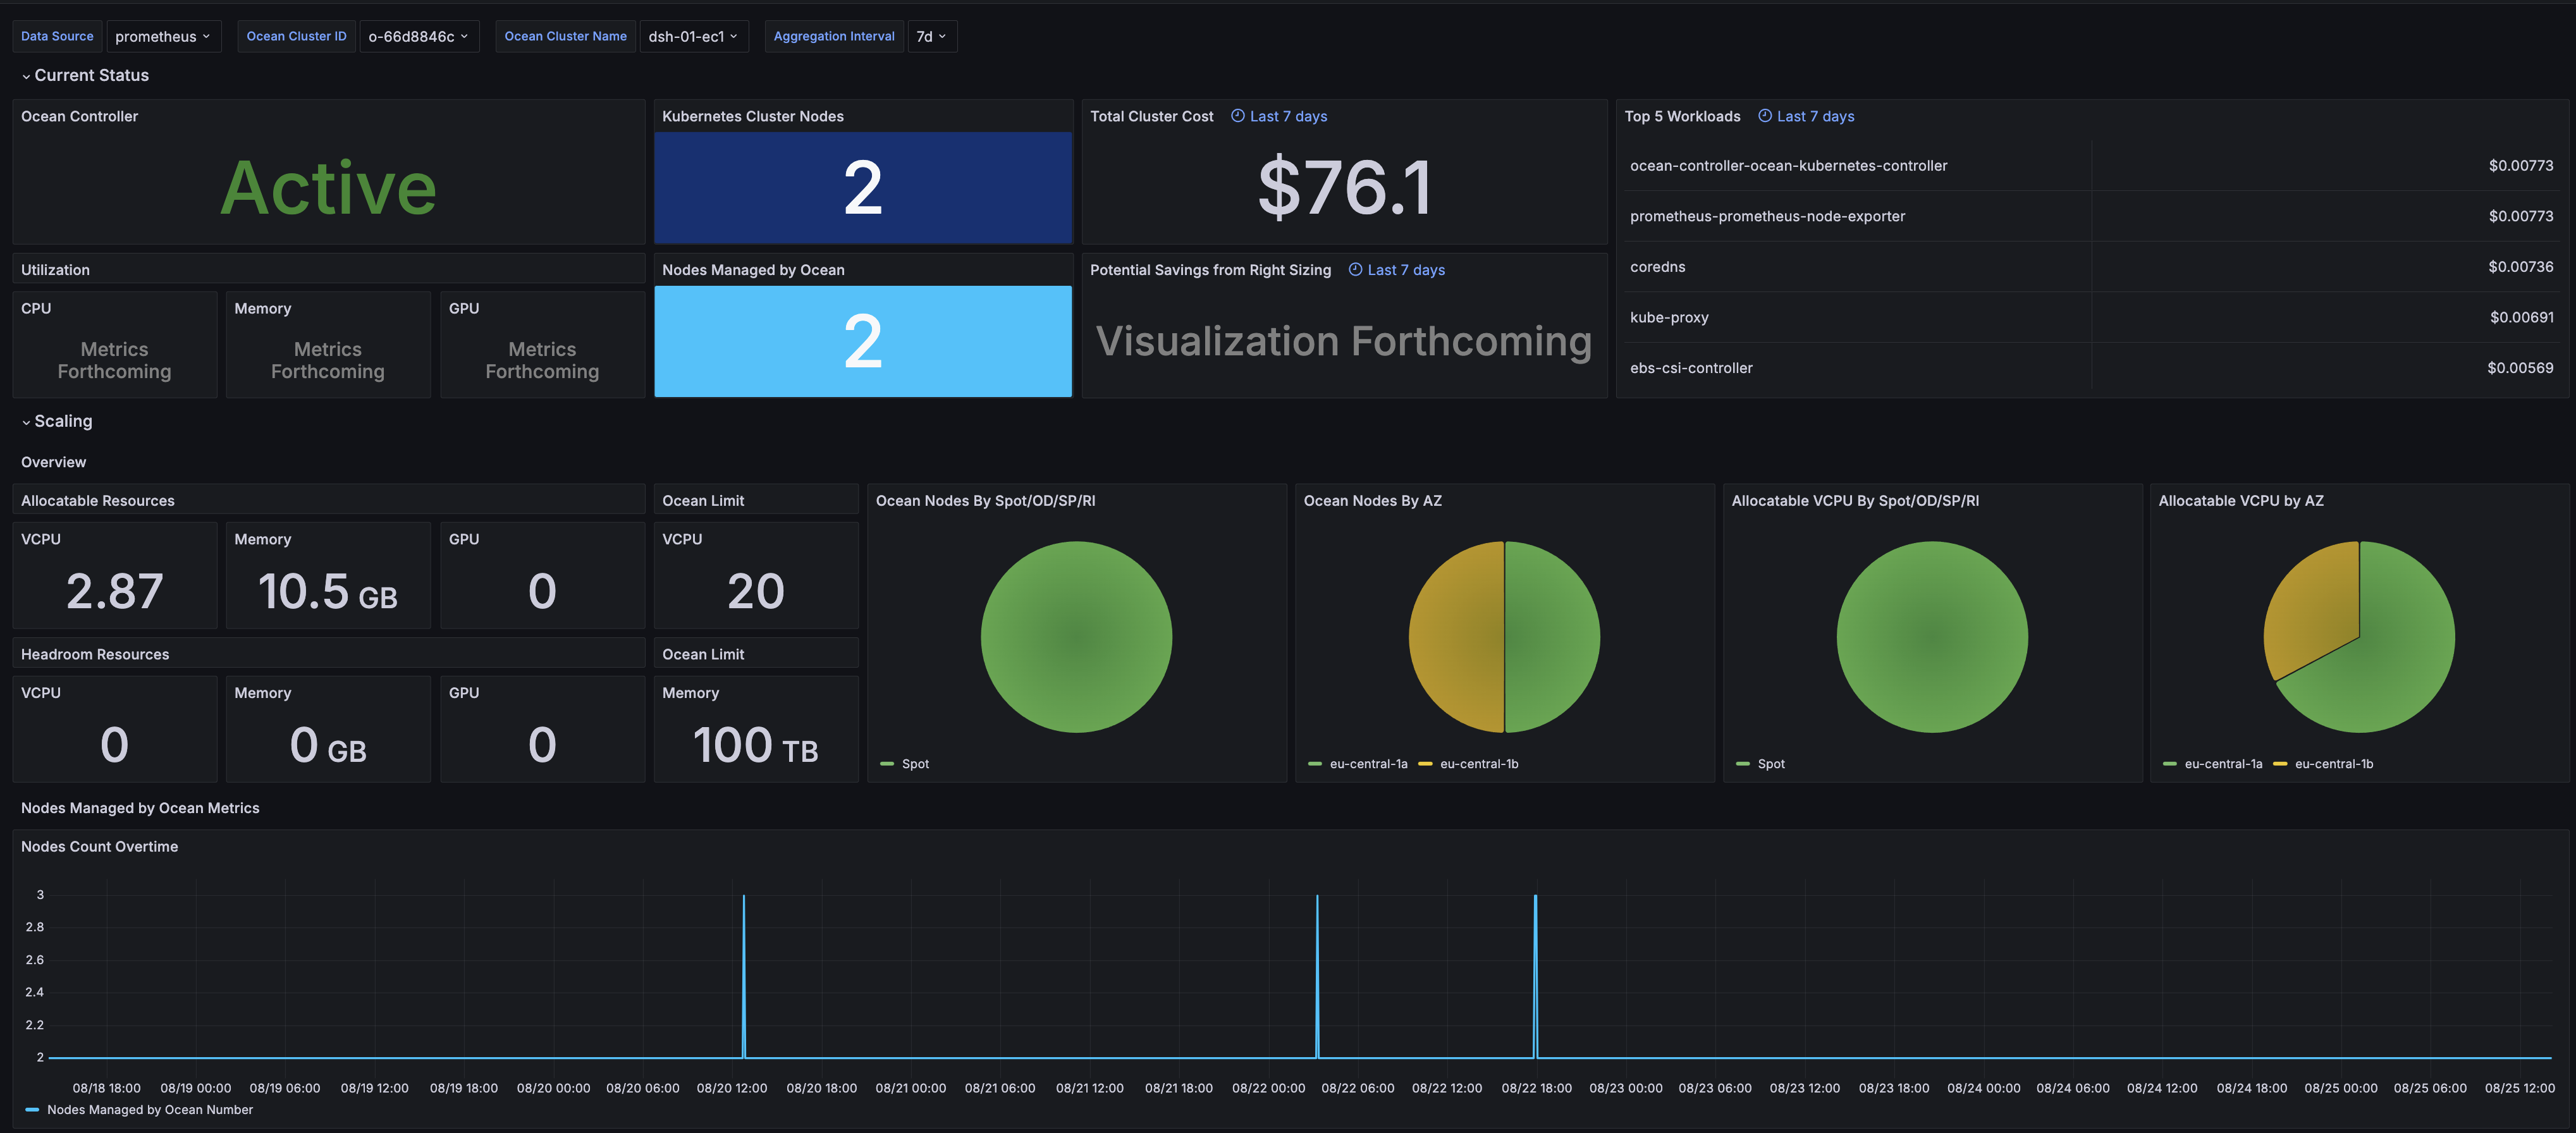 Data Source prometheus Ocean Cluster ID o-66d8846c Ocean Cluster Name dsh-01-ec1 Aggregation Interval 7d
Current Status
Ocean Controller
Active
Kubernetes Cluster Nodes
2
Total Cluster Cost Last 7 days
$76.1
Top 5 Workloads Last 7 days
ocean-controller-ocean-kubernetes-controller $0.00773
prometheus-prometheus-node-exporter $0.00773
coredns $0.00736
kube-proxy $0.00691
ebs-csi-controller $0.00569
Utilization
CPU
Metrics
Forthcoming
Memory
Metrics
Forthcoming
GPU
Metrics
Forthcoming
Nodes Managed by Ocean
2
Potential Savings from Right Sizing Last 7 days
Visualization Forthcoming
Scaling
Overview
Allocatable Resources
VCPU
2.87
Memory
10.5 GB
GPU
0
Ocean Limit
VCPU
20
Headroom Resources
VCPU
0
Memory
0 GB
GPU
0
Ocean Limit
Memory
100 TB
Ocean Nodes By Spot/OD/SP/RI
Spot
Ocean Nodes By AZ
eu-central-1a eu-central-1b
Allocatable VCPU By Spot/OD/SP/RI
Spot
Allocatable VCPU by AZ
eu-central-1a eu-central-1b
Nodes Managed by Ocean Metrics
Nodes Count Overtime
3
2.8
2.6
2.4
2.2
2
08/18 18:00 08/19 00:00 08/19 06:00 08/19 12:00 08/19 18:00 08/20 00:00 08/20 06:00 08/20 12:00 08/20 18:00 08/21 00:00 08/21 06:00 08/21 12:00 08/21 18:00 08/22 00:00 08/22 06:00 08/22 12:00 08/22 18:00 08/23 00:00 08/23 06:00 08/23 12:00 08/23 18:00 08/24 00:00 08/24 06:00 08/24 12:00 08/24 18:00 08/25 00:00 08/25 06:00 08/25 12:00
Nodes Managed by Ocean Number